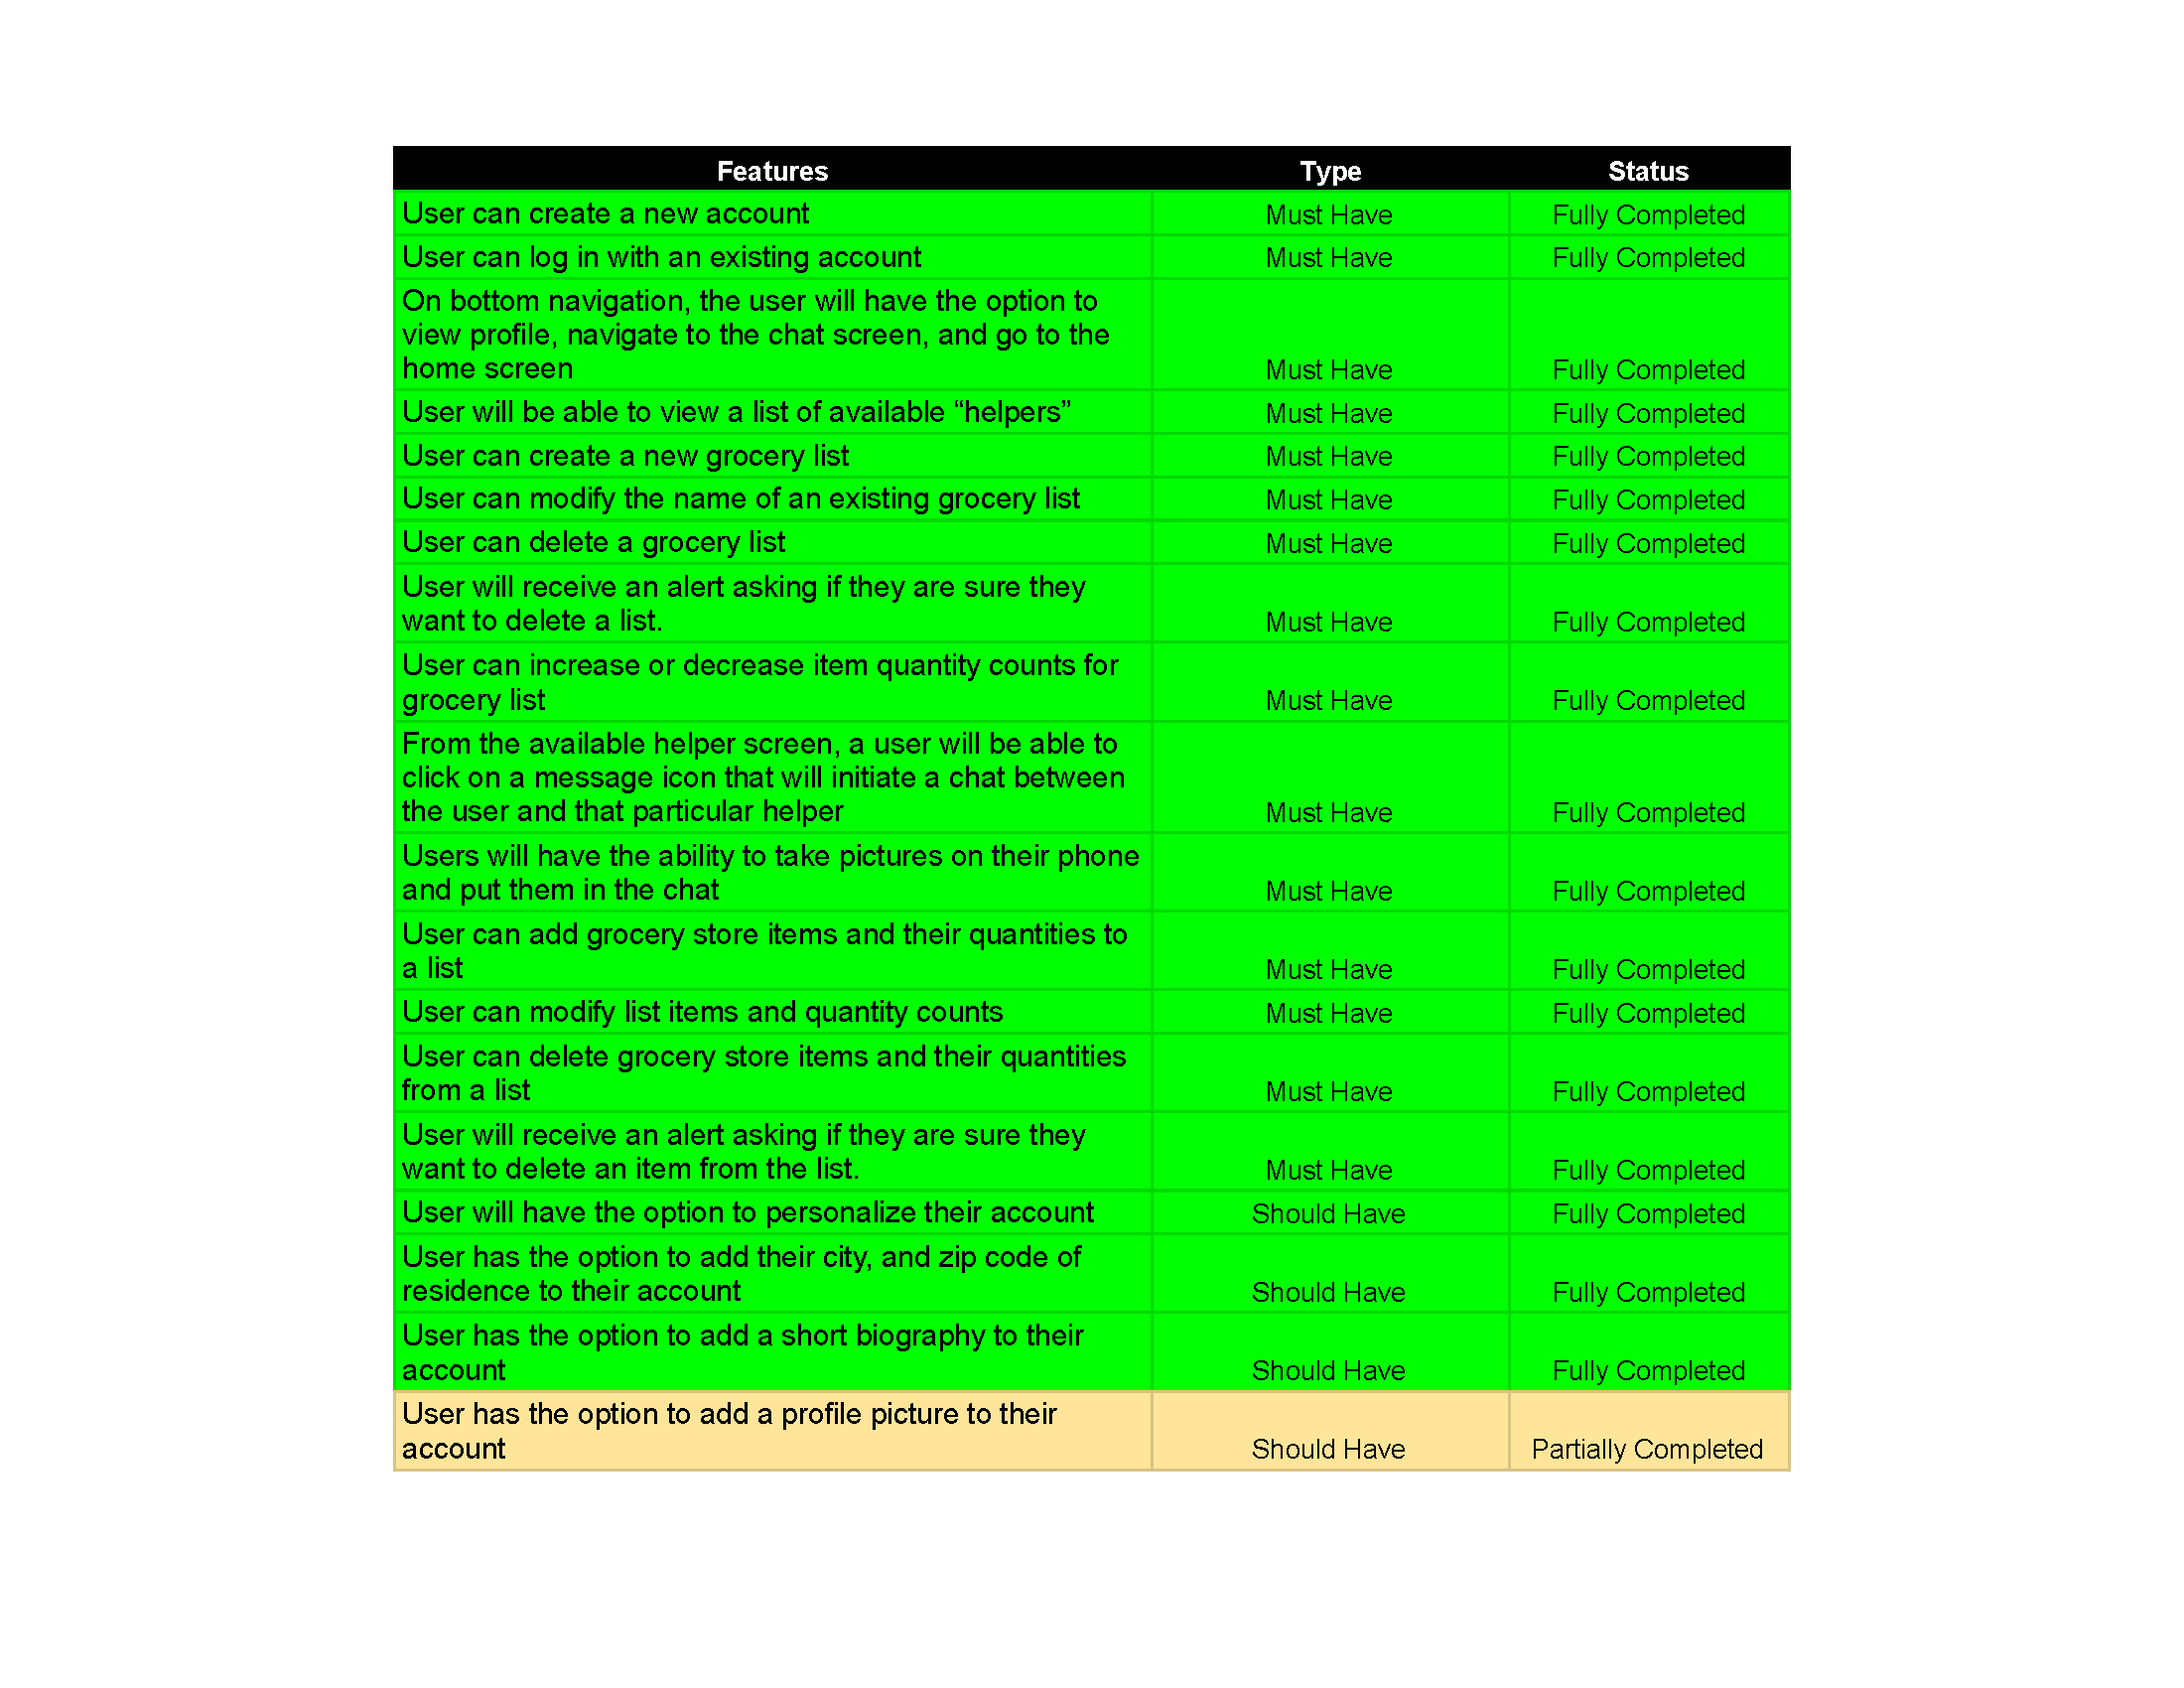 Features Type Status
User can create a new account Must Have Fully Completed
User can log in with an existing account Must Have Fully Completed
On bottom navigation, the user will have the option to
view profile, navigate to the chat screen, and go to the
home screen Must Have Fully Completed
User will be able to view a list of available “helpers” Must Have Fully Completed
User can create a new grocery list Must Have Fully Completed
User can modify the name of an existing grocery list Must Have Fully Completed
User can delete a grocery list Must Have Fully Completed
User will receive an alert asking if they are sure they
want to delete a list. Must Have Fully Completed
User can increase or decrease item quantity counts for
grocery list Must Have Fully Completed
From the available helper screen, a user will be able to
click on a message icon that will initiate a chat between
the user and that particular helper Must Have Fully Completed
Users will have the ability to take pictures on their phone
and put them in the chat Must Have Fully Completed
User can add grocery store items and their quantities to
a list Must Have Fully Completed
User can modify list items and quantity counts Must Have Fully Completed
User can delete grocery store items and their quantities
from a list Must Have Fully Completed
User will receive an alert asking if they are sure they
want to delete an item from the list. Must Have Fully Completed
User will have the option to personalize their account Should Have Fully Completed
User has the option to add their city, and zip code of
residence to their account Should Have Fully Completed
User has the option to add a short biography to their
account Should Have Fully Completed
User has the option to add a profile picture to their
account Should Have Partially Completed